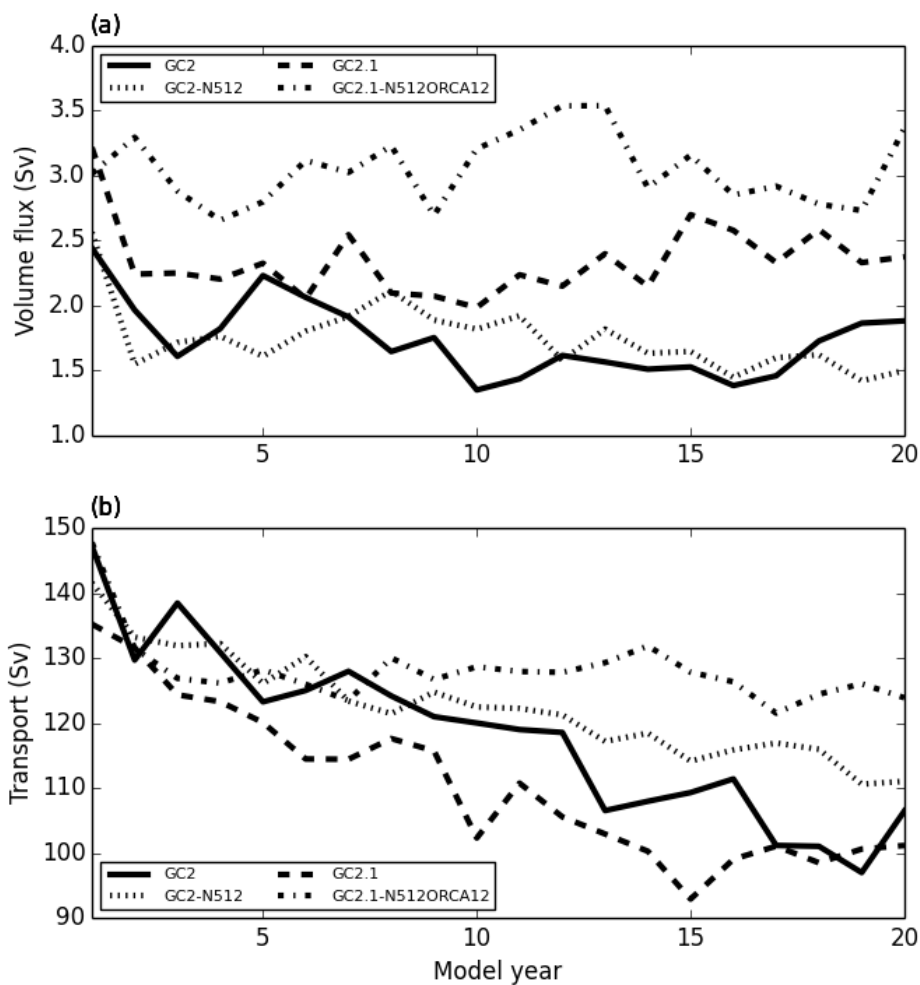 (a)
4.0
3.5
3.0
2.5
2.0
1.5
1.0
Volume flux (Sv)
GC2
GC2.1
GC2-N512
GC2.1-N512ORCA12
5 10 15 20
(b)
150
140
130
120
110
100
90
Transport (Sv)
GC2
GC2.1
GC2-N512
GC2.1-N512ORCA12
5 10 15 20
Model year